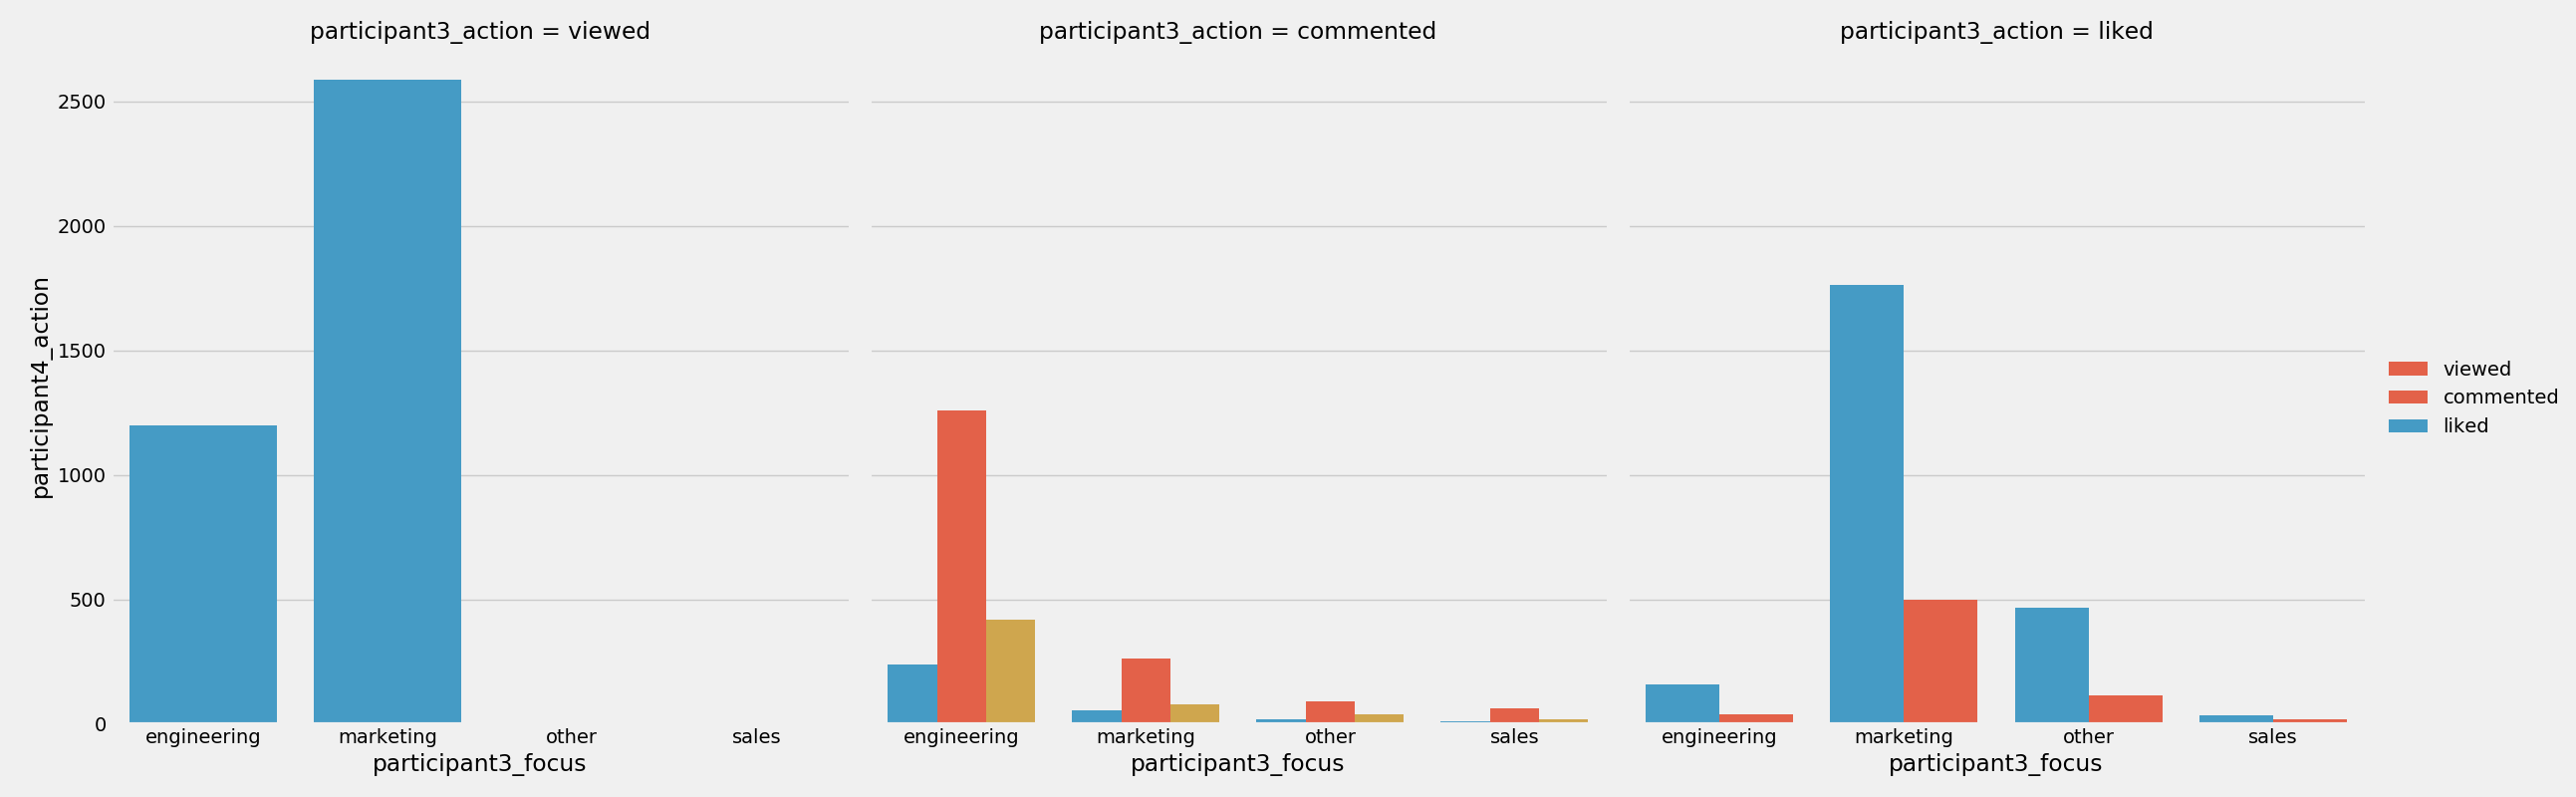 participant3_action = viewed
participant3_action = commented
participant3_action = liked
participant4_action
2500
2000
1500
1000
500
0
engineering
marketing
other
sales
participant3_focus
engineering
marketing
other
sales
participant3_focus
engineering
marketing
other
sales
participant3_focus
viewed
commented
liked